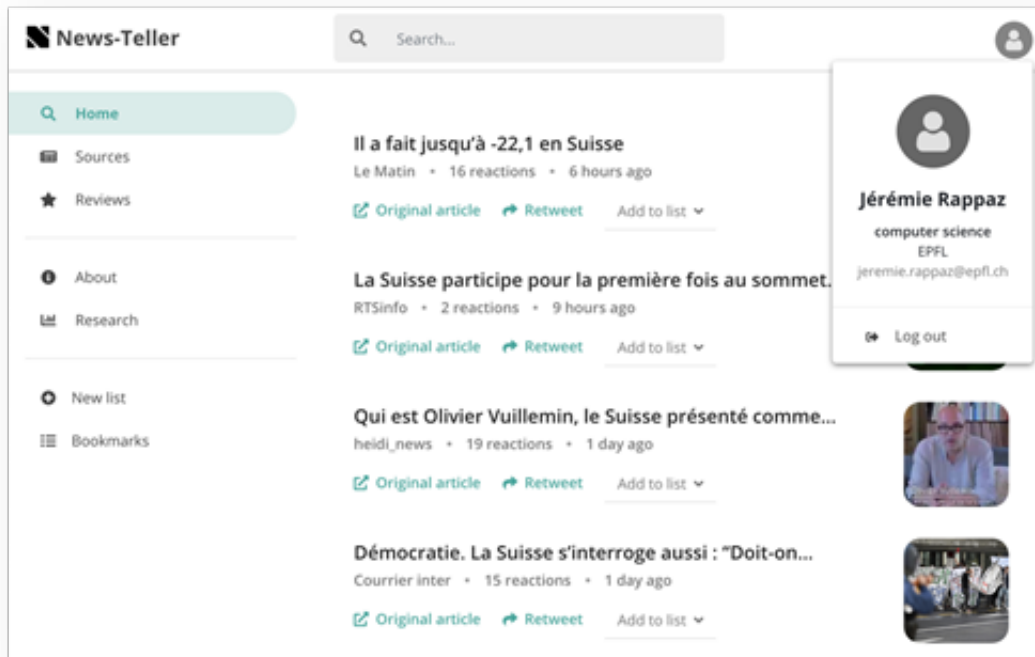 News-Teller
Search...
Home
Sources
Reviews
About
Research
New list
Bookmarks
Il a fait jusqu'à -22,1 en Suisse
Le Matin • 16 reactions • 6 hours ago
Original article Retweet Add to list
La Suisse participe pour la première fois au sommet.
RTSinfo • 2 reactions • 9 hours ago
Original article Retweet Add to list
Qui est Olivier Vuillemin, le Suisse présenté comme...
heidi_news • 19 reactions • 1 day ago
Original article Retweet Add to list
Démocratie. La Suisse s'interroge aussi : "Doit-on...
Courrier inter • 15 reactions • 1 day ago
Original article Retweet Add to list
Jérémie Rappaz
computer science
EPFL
jeremie.rappaz@epfl.ch
Log out